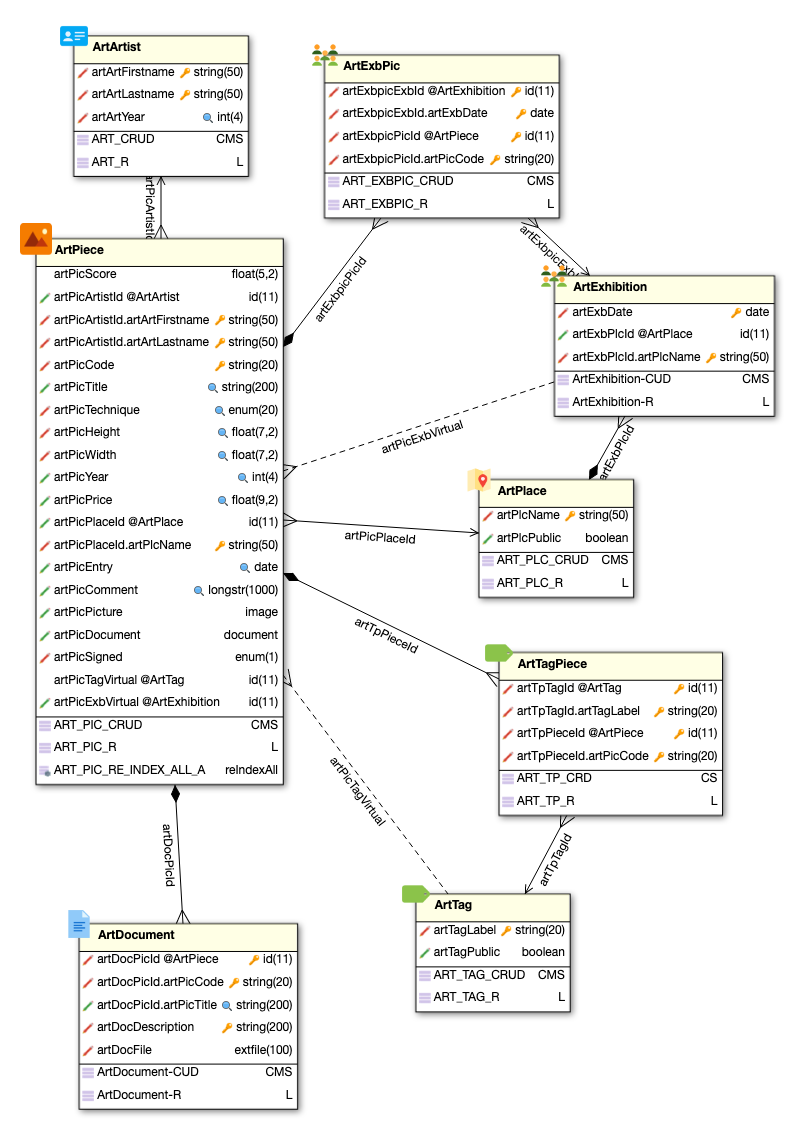 ArtArtist
artArtFirstname string(50)
artArtLastname string(50)
artArtYear int(4)
ART_CRUD CMS
ART_R L
ArtExbPic
artExbpicExbId @ArtExhibition id(11)
artExbpicExbId.artExbDate date
artExbpicPicId @ArtPiece id(11)
artExbpicPicId.artPicCode string(20)
ART_EXBPIC_CRUD CMS
ART_EXBPIC_R L
artPicArtistId
artExbpicPicId
artExbpicExb
ArtPiece
artPicScore float(5,2)
artPicArtistId @ArtArtist id(11)
artPicArtistId.artArtFirstname string(50)
artPicArtistId.artArtLastname string(50)
artPicCode string(20)
artPicTitle string(200)
artPicTechnique enum(20)
artPicHeight float(7,2)
artPicWidth float(7,2)
artPicYear int(4)
artPicPrice float(9,2)
artPicPlaceId @ArtPlace id(11)
artPicPlaceId.artPlcName string(50)
artPicEntry date
artPicComment longstr(1000)
artPicPicture image
artPicDocument document
artPicSigned enum(1)
artPicTagVirtual @ArtTag id(11)
artPicExbVirtual @ArtExhibition id(11)
ART_PIC_CRUD CMS
ART_PIC_R L
ART_PIC_RE_INDEX_ALL_A reIndexAll
ArtExhibition
artExbDate date
artExbPlcId @ArtPlace id(11)
artExbPlcId.artPlcName string(50)
ArtExhibition-CUD CMS
ArtExhibition-R L
artPicExbVirtual
artExbPlcId
ArtPlace
artPlcName string(50)
artPlcPublic boolean
ART_PLC_CRUD CMS
ART_PLC_R L
artPicPlaceId
artTpPieceId
ArtTagPiece
artTpTagId @ArtTag id(11)
artTpTagId.artTagLabel string(20)
artTpPieceId @ArtPiece id(11)
artTpPieceId.artPicCode string(20)
ART_TP_CRD CS
ART_TP_R L
artPicTagVirtual
artTpTagId
artDocPicId
ArtTag
artTagLabel string(20)
artTagPublic boolean
ART_TAG_CRUD CMS
ART_TAG_R L
ArtDocument
artDocPicId @ArtPiece id(11)
artDocPicId.artPicCode string(20)
artDocPicId.artPicTitle string(200)
artDocDescription string(200)
artDocFile extfile(100)
ArtDocument-CUD CMS
ArtDocument-R L